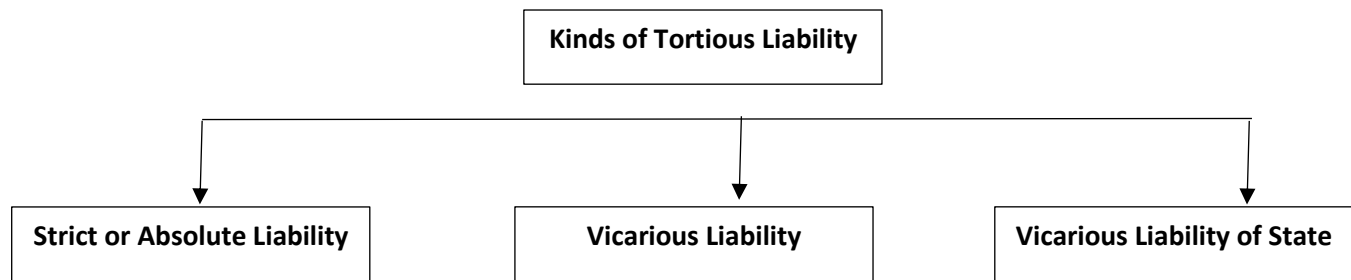 Kinds of Tortious Liability
Strict or Absolute Liability
Vicarious Liability
Vicarious Liability of State